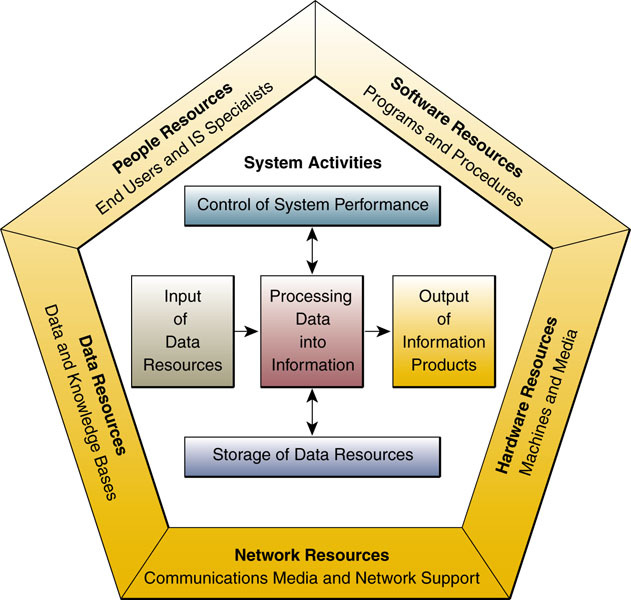 People Resources
End Users and IS Specialists
Software Resources
Programs and Procedures
System Activities
Control of System Performance
Input
of
Data
Resources
Processing
Data
into
Information
Output
of
Information
Products
Storage of Data Resources
Data Resources
Data and Knowledge Bases
Hardware Resources
Machines and Media
Network Resources
Communications Media and Network Support